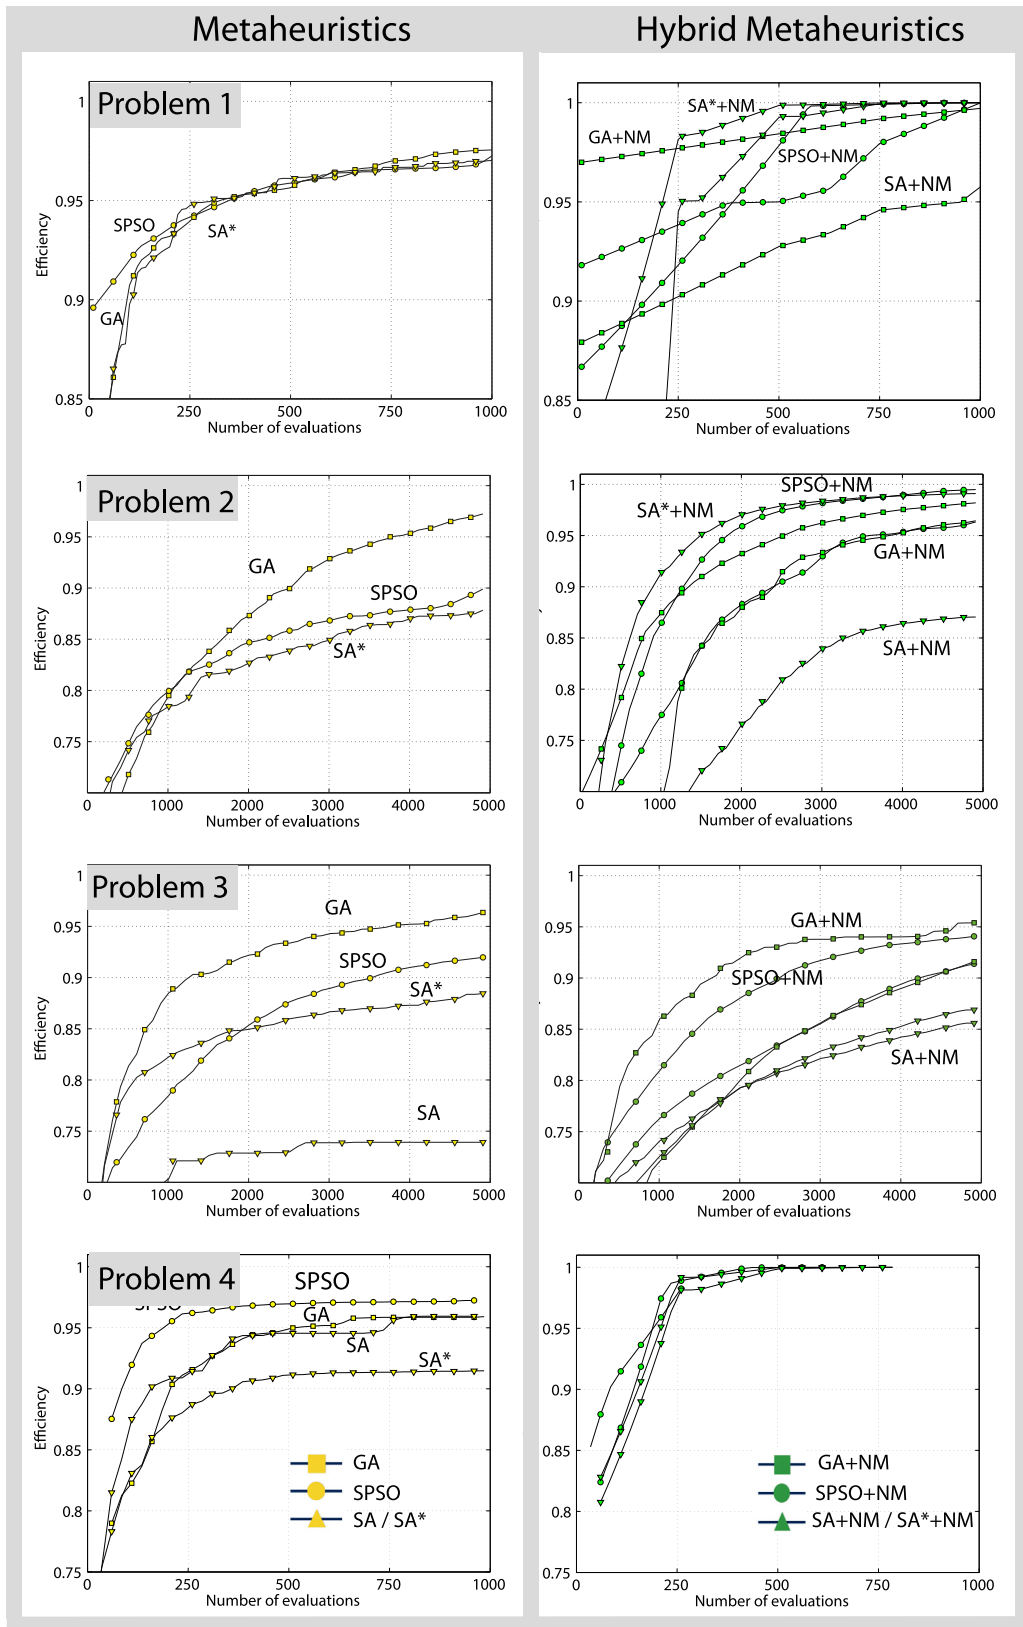 Metaheuristics
Hybrid Metaheuristics
Problem 1
1
0.95
0.9
0.85
Efficiency
SPSO
GA
SA*
0 250 500 750 1000
Number of evaluations
1
0.95
0.9
0.85
SA*+NM
GA+NM
SPSO+NM
SA+NM
0 250 500 750 1000
Number of evaluations
Problem 2
1
0.95
0.9
0.85
0.8
0.75
Efficiency
GA
SPSO
SA*
0 1000 2000 3000 4000 5000
Number of evaluations
1
0.95
0.9
0.85
0.8
0.75
SPSO+NM
SA*+NM
GA+NM
SA+NM
0 1000 2000 3000 4000 5000
Number of evaluations
Problem 3
1
0.95
0.9
0.85
0.8
0.75
Efficiency
GA
SPSO
SA*
SA
0 1000 2000 3000 4000 5000
Number of evaluations
1
0.95
0.9
0.85
0.8
0.75
GA+NM
SPSO+NM
SA+NM
0 1000 2000 3000 4000 5000
Number of evaluations
Problem 4
1
0.95
0.9
0.85
0.8
0.75
Efficiency
SPSO
SPSO
GA
SA
SA*
GA
SPSO
SA / SA*
0 250 500 750 1000
Number of evaluations
1
0.95
0.9
0.85
0.8
0.75
GA+NM
SPSO+NM
SA+NM / SA*+NM
0 250 500 750 1000
Number of evaluations